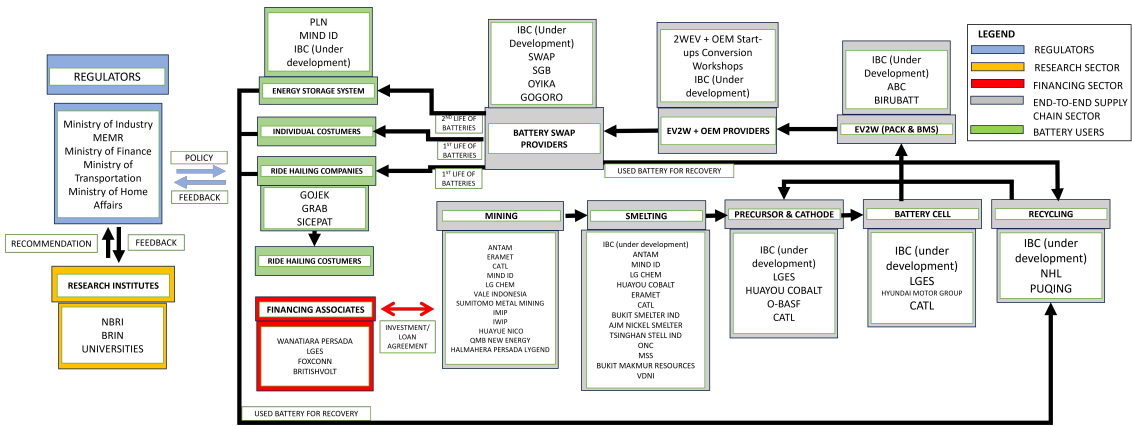 REGULATORS
Ministry of Industry
MEMR
Ministry of Finance
Ministry of
Transportation
Ministry of Home
Affairs
POLICY
FEEDBACK
RECOMMENDATION
FEEDBACK
RESEARCH INSTITUTES
NBRI
BRIN
UNIVERSITIES
PLN
MIND ID
IBC (Under
development)
ENERGY STORAGE SYSTEM
INDIVIDUAL COSTUMERS
RIDE HAILING COMPANIES
GOJEK
GRAB
SICEPAT
RIDE HAILING COSTUMERS
FINANCING ASSOCIATES
WANATIARA PERSADA
LGES
FOXCONN
BRITISHVOLT
INVESTMENT/
LOAN
AGREEMENT
2ND LIFE OF
BATTERIES
1ST LIFE OF
BATTERIES
1ST LIFE OF
BATTERIES
IBC (Under
Development)
SWAP
SGB
OYIKA
GOGORO
BATTERY SWAP
PROVIDERS
2WEV + OEM Start-
ups Conversion
Workshops
IBC (Under
development)
EV2W + OEM PROVIDERS
IBC (Under
Development)
ABC
BIRUBATT
EV2W (PACK & BMS)
USED BATTERY FOR RECOVERY
MINING
ANTAM
ERAMET
CATL
MIND ID
LG CHEM
VALE INDONESIA
SUMITOMO METAL MINING
IMIP
IWIP
HUAYUE NICO
QMB NEW ENERGY
HALMAHERA PERSADA LYGEND
SMELTING
IBC (under development)
ANTAM
MIND ID
LG CHEM
HUAYOU COBALT
ERAMET
CATL
BUKIT SMELTER IND
AJM NICKEL SMELTER
TSINGHAN STELL IND
ONC
MSS
BUKIT MAKMUR RESOURCES
VDNI
PRECURSOR & CATHODE
IBC (under
development)
LGES
HUAYOU COBALT
O-BASF
CATL
BATTERY CELL
IBC (under
development)
LGES
HYUNDAI MOTOR GROUP
CATL
RECYCLING
IBC (under
development)
NHL
PUQING
USED BATTERY FOR RECOVERY
LEGEND
REGULATORS
RESEARCH SECTOR
FINANCING SECTOR
END-TO-END SUPPLY
CHAIN SECTOR
BATTERY USERS